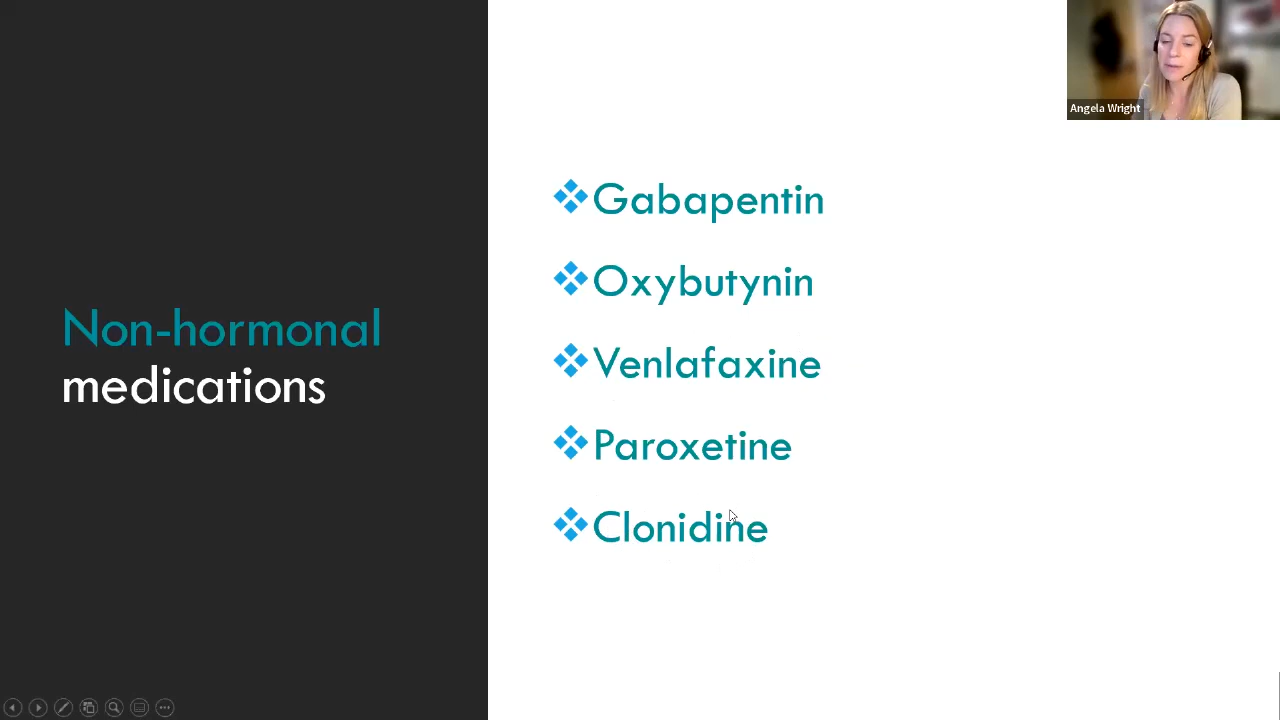 Angela Wright
Non-hormonal
medications
Gabapentin
Oxybutynin
Venlafaxine
Paroxetine
Clonidine